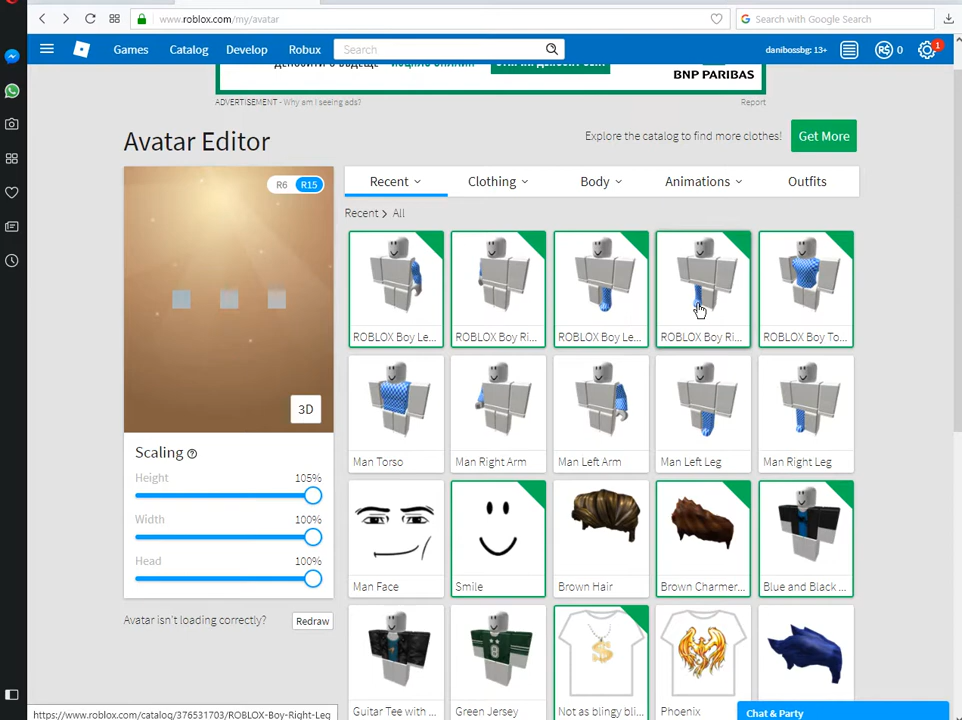 www.roblox.com/my/avatar
Search with Google Search
Games
Catalog
Develop
Robux
Search
danibossbg: 13+
0
1
BNP PARIBAS
ADVERTISEMENT - Why am I seeing ads?
Report
Avatar Editor
Explore the catalog to find more clothes!
Get More
R6
R15
3D
Recent
Clothing
Body
Animations
Outfits
Recent > All
ROBLOX Boy Le...
ROBLOX Boy Ri...
ROBLOX Boy Le...
ROBLOX Boy Ri...
ROBLOX Boy To...
Man Torso
Man Right Arm
Man Left Arm
Man Left Leg
Man Right Leg
Scaling
Height
105%
Width
100%
Head
100%
Avatar isn't loading correctly?
Redraw
Man Face
Smile
Brown Hair
Brown Charmer...
Blue and Black ...
Guitar Tee with ...
Green Jersey
Not as blingy bli...
Phoenix
Chat & Party
https://www.roblox.com/catalog/376531703/ROBLOX-Boy-Right-Leg